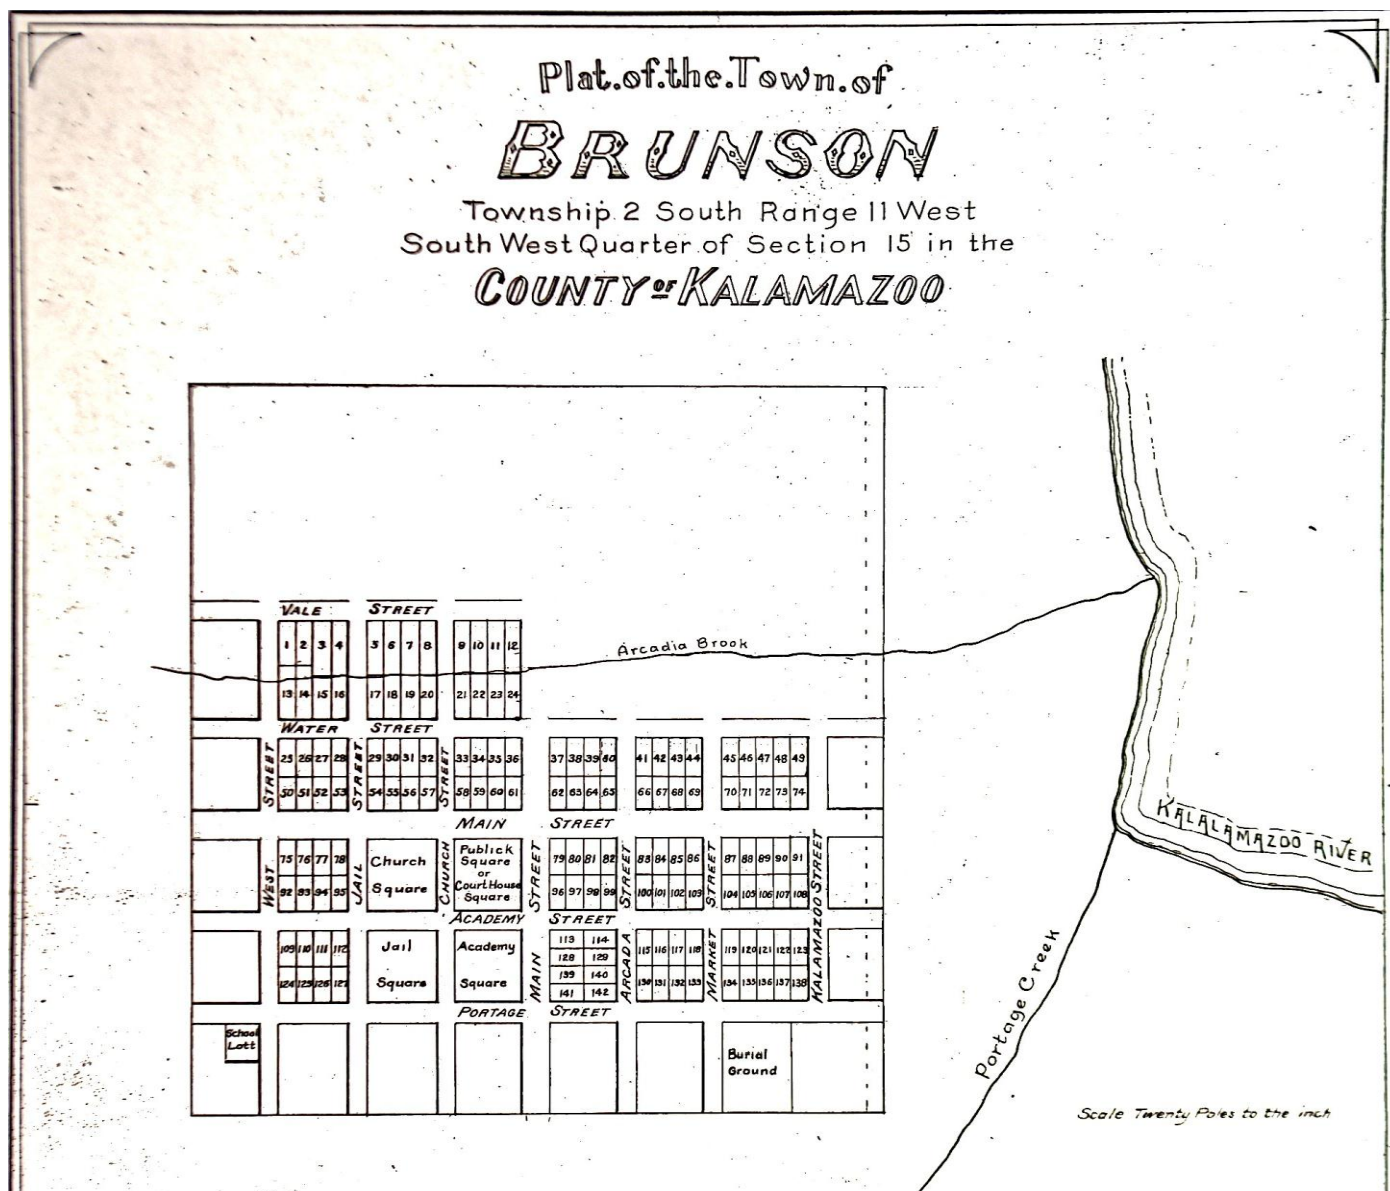 Plat.of.the.Town.of
BRUNSON
Township.2 South Range 11 West
South West Quarter of Section 15 in the
COUNTY OF KALAMAZOO
VALE STREET
1 2 3 4 5 6 7 8 9 10 11 12
Arcadia Brook
13 14 15 16 17 18 19 20 21 22 23 24
WATER STREET
25 26 27 28 29 30 31 32 33 34 35 36 37 38 39 40 41 42 43 44 45 46 47 48 49
50 51 52 53 54 55 56 57 58 59 60 61 62 63 64 65 66 67 68 69 70 71 72 73 74
WEST STREET
JAIL STREET
CHURCH STREET
MAIN STREET
KALALAMAZOO RIVER
75 76 77 78 Church Square
Publick Square or Court House Square
79 80 81 82 83 84 85 86 87 88 89 90 91
92 93 94 95 96 97 98 99 100 101 102 103 104 105 106 107 108
MAIN STREET
ARCADA STREET
MARKET STREET
KALAMAZOO STREET
ACADEMY STREET
109 110 111 112 Jail Square
Academy Square
113 114
128 129
139 140
141 142
115 116 117 118 119 120 121 122 123
124 125 126 127
130 131 132 133 134 135 136 137 138
PORTAGE STREET
School Lott
Burial Ground
Portage Creek
Scale Twenty Poles to the inch